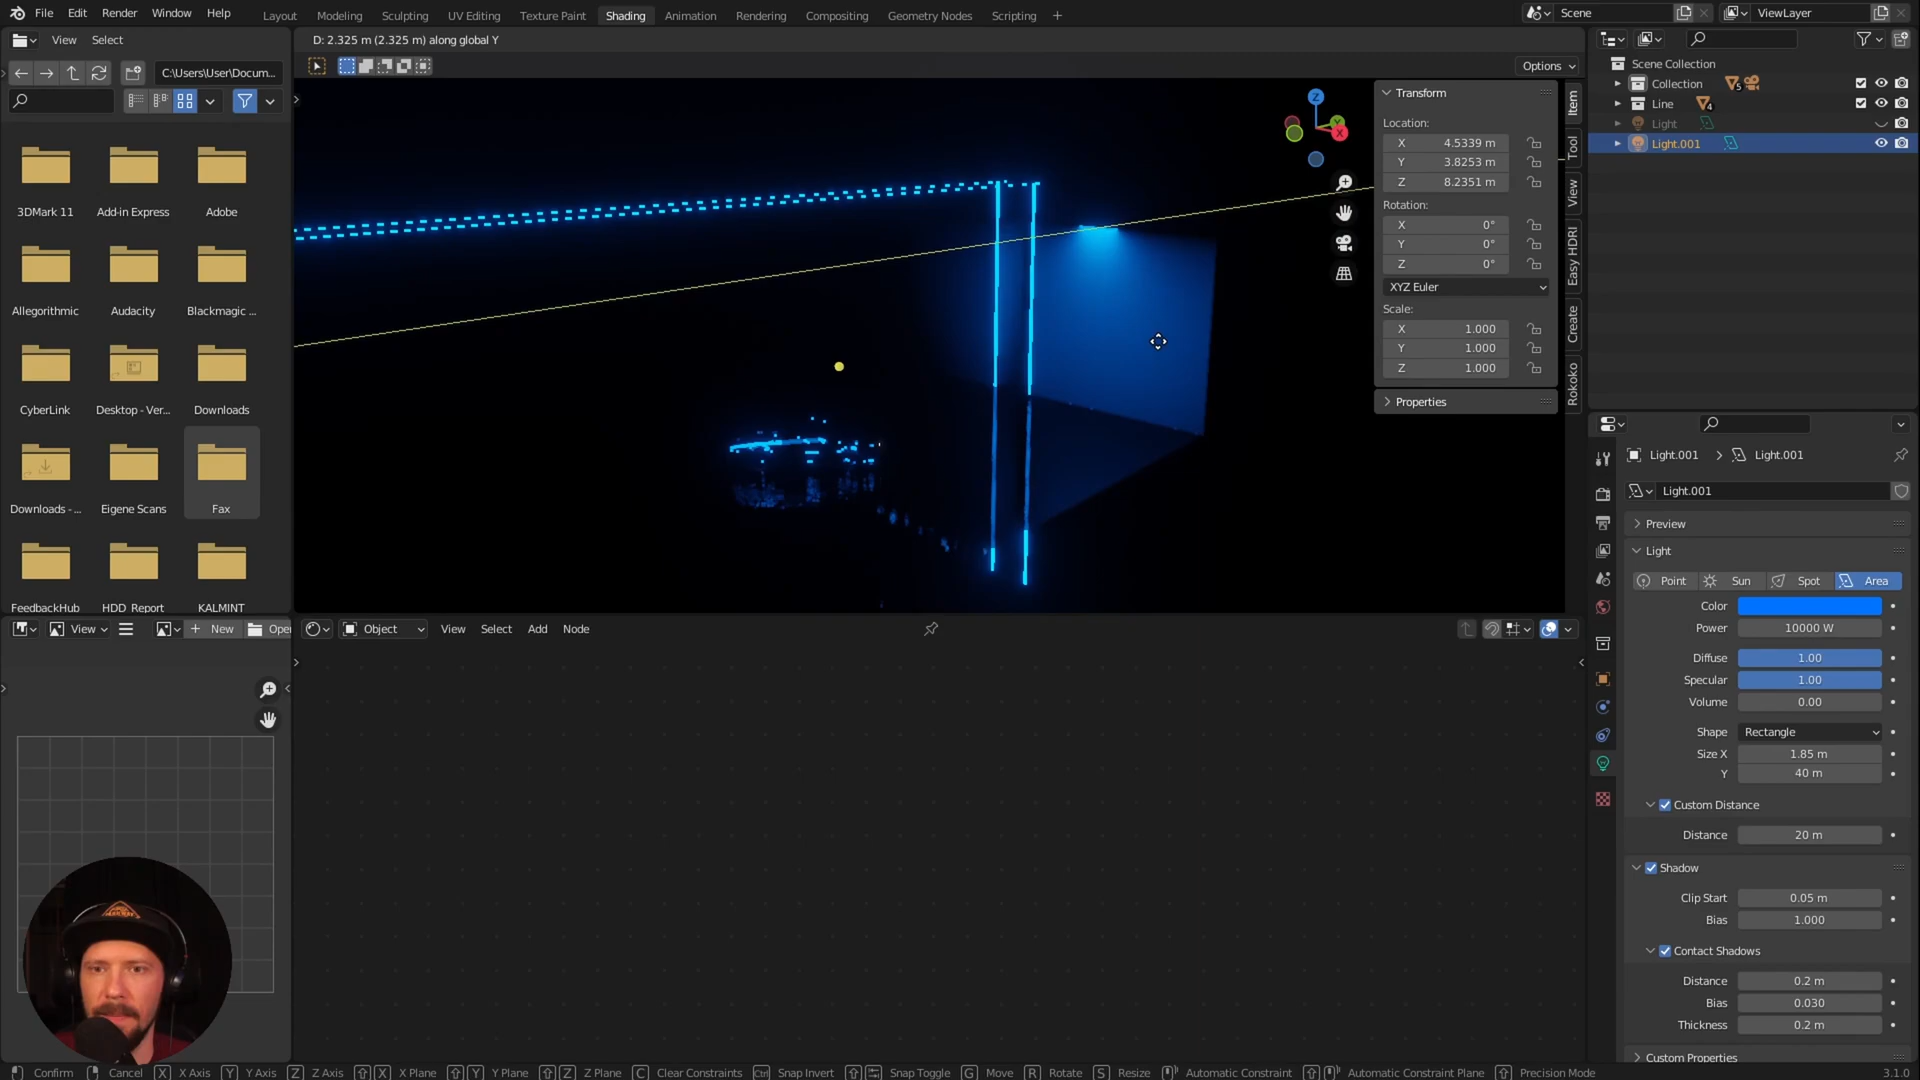 File Edit Render Window Help
Layout Modeling Sculpting UV Editing Texture Paint Shading Animation Rendering Compositing Geometry Nodes Scripting
Scene ViewLayer
View Select
D: 2.325 m (2.325 m) along global Y
C:\Users\User\Docum...
Options
Scene Collection
Collection 5
Line 4
Light
Light.001
3DMark 11 Add-in Express Adobe
Allegorithmic Audacity Blackmagic ...
CyberLink Desktop - Ver... Downloads
Downloads -... Eigene Scans Fax
FeedbackHub HDD Report KALMINT
Z Y X
Transform
Location:
X 4.5339 m
Y 3.8253 m
Z 8.2351 m
Rotation:
X 0°
Y 0°
Z 0°
XYZ Euler
Scale:
X 1.000
Y 1.000
Z 1.000
Properties
Item
Tool
View
Easy HDRI
Create
Rokoko
View New Open
Object View Select Add Node
Light.001 Light.001
Light.001
Preview
Light
Point Sun Spot Area
Color
Power 10000 W
Diffuse 1.00
Specular 1.00
Volume 0.00
Shape Rectangle
Size X 1.85 m
Y 40 m
Custom Distance
Distance 20 m
Shadow
Clip Start 0.05 m
Bias 1.000
Contact Shadows
Distance 0.2 m
Bias 0.030
Thickness 0.2 m
Custom Properties
Confirm Cancel X X Axis Y Y Axis Z Z Axis X X Plane Y Y Plane Z Z Plane C Clear Constraints Ctrl Snap Invert Snap Toggle G Move R Rotate S Resize Automatic Constraint Automatic Constraint Plane Precision Mode 3.1.0